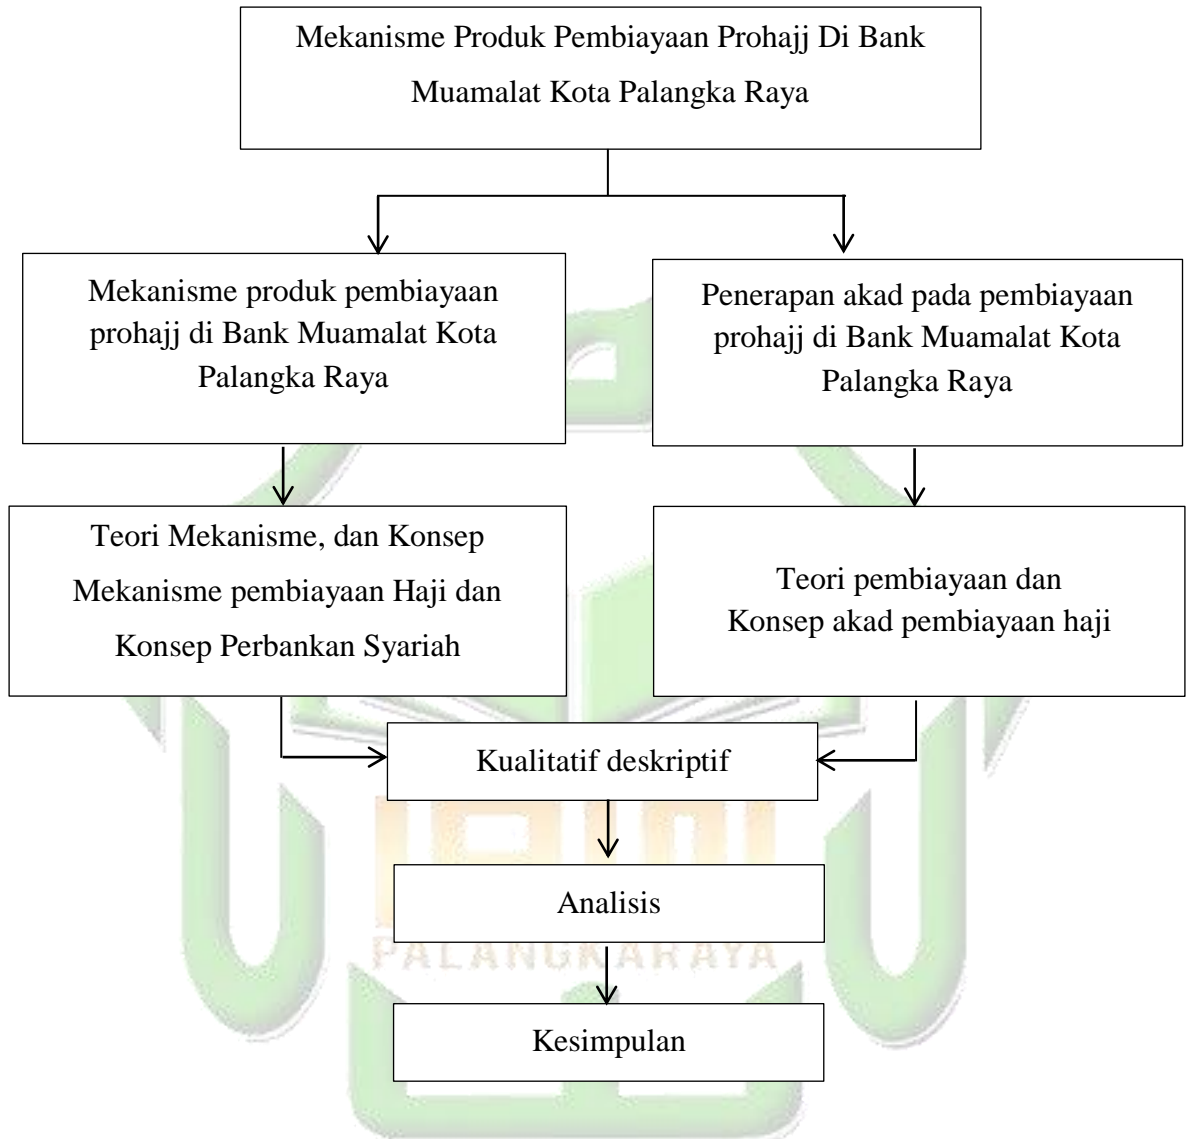 Mekanisme Produk Pembiayaan Prohajj Di Bank
Muamalat Kota Palangka Raya
Mekanisme produk pembiayaan
prohajj di Bank Muamalat Kota
Palangka Raya
Penerapan akad pada pembiayaan
prohajj di Bank Muamalat Kota
Palangka Raya
Teori Mekanisme, dan Konsep
Mekanisme pembiayaan Haji dan
Konsep Perbankan Syariah
Teori pembiayaan dan
Konsep akad pembiayaan haji
Kualitatif deskriptif
IAIN
Analisis
PALANGKARAYA
Kesimpulan